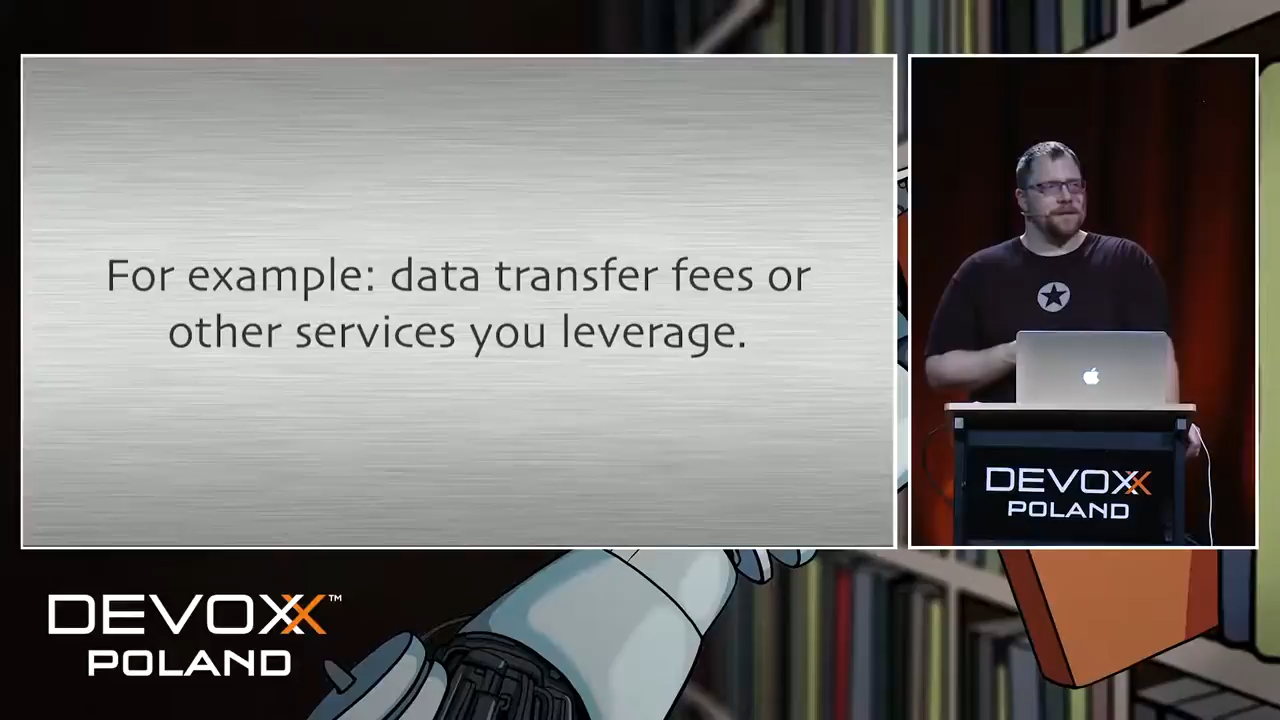 For example: data transfer fees or
other services you leverage.
DEVOXX
POLAND
DEVOXX™
POLAND